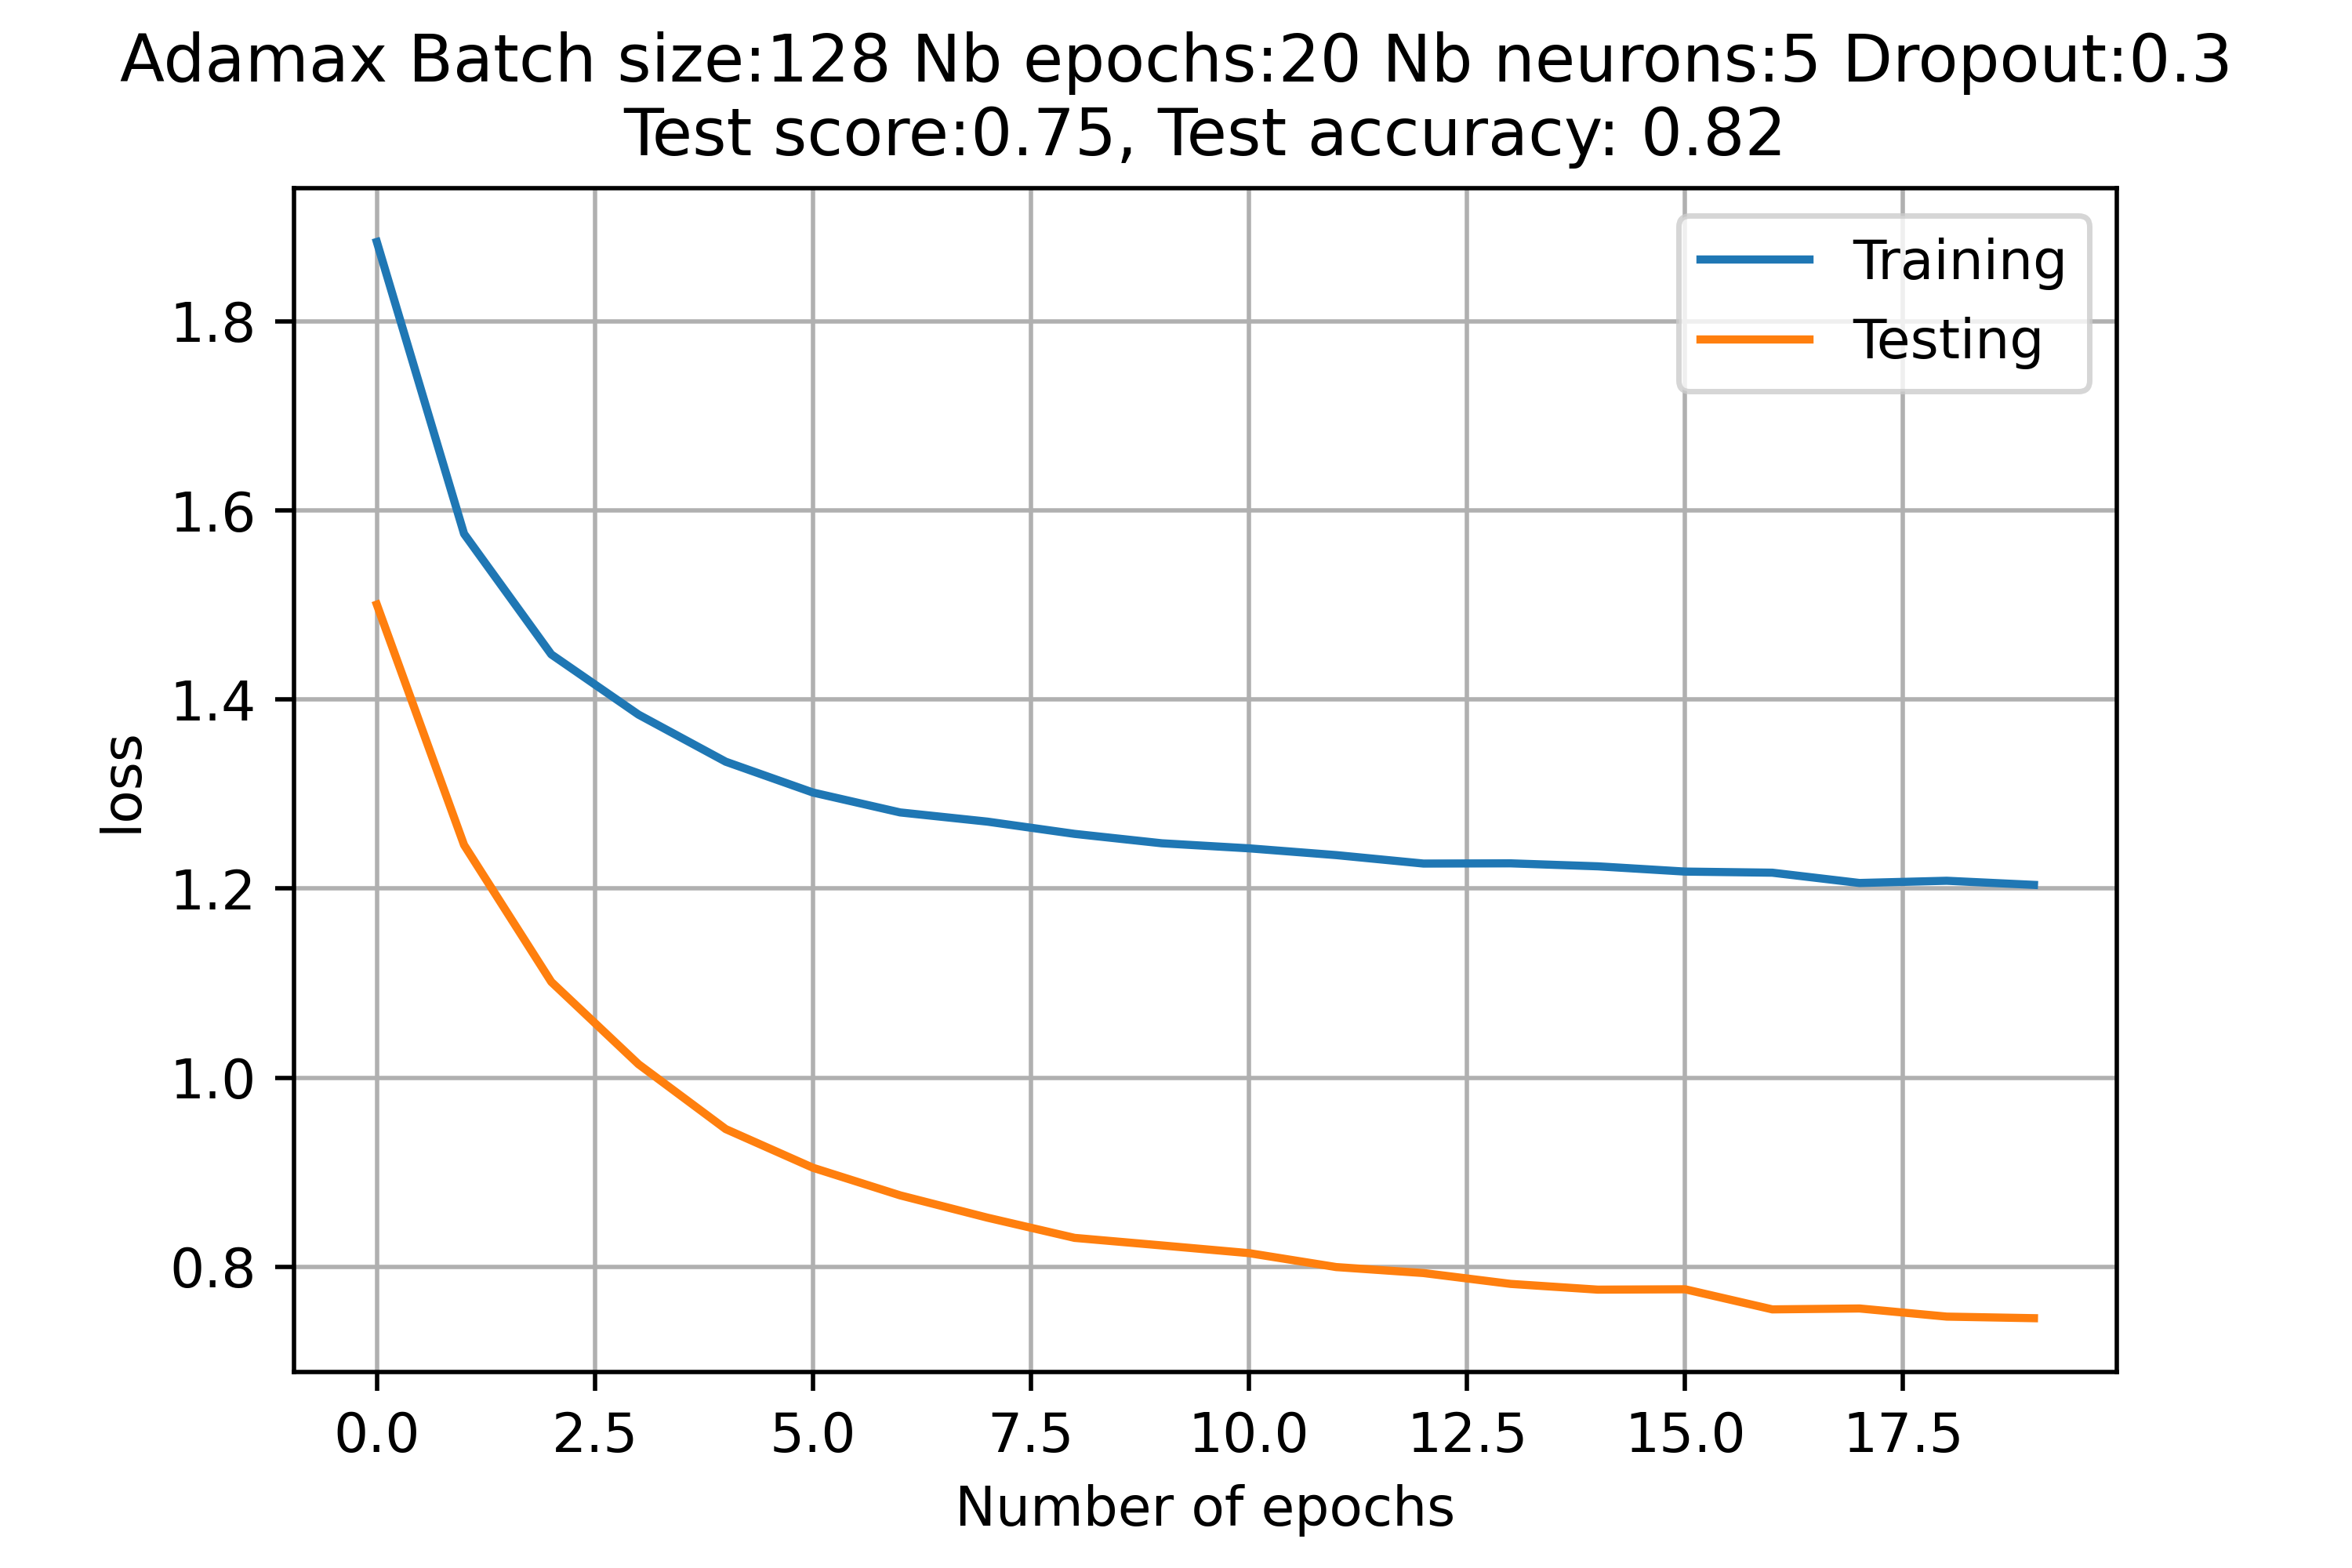 Adamax Batch size:128 Nb epochs:20 Nb neurons:5 Dropout:0.3
Test score:0.75, Test accuracy: 0.82
Training
Testing
1.8
1.6
1.4
1.2
1.0
0.8
loss
0.0 2.5 5.0 7.5 10.0 12.5 15.0 17.5
Number of epochs